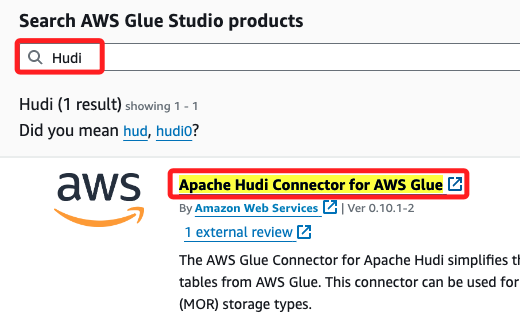 Search AWS Glue Studio products
Hudi
Hudi (1 result) showing 1 - 1
Did you mean hud, hudi0?
aws
Apache Hudi Connector for AWS Glue
By Amazon Web Services | Ver 0.10.1-2
1 external review
The AWS Glue Connector for Apache Hudi simplifies
tables from AWS Glue. This connector can be used for
(MOR) storage types.